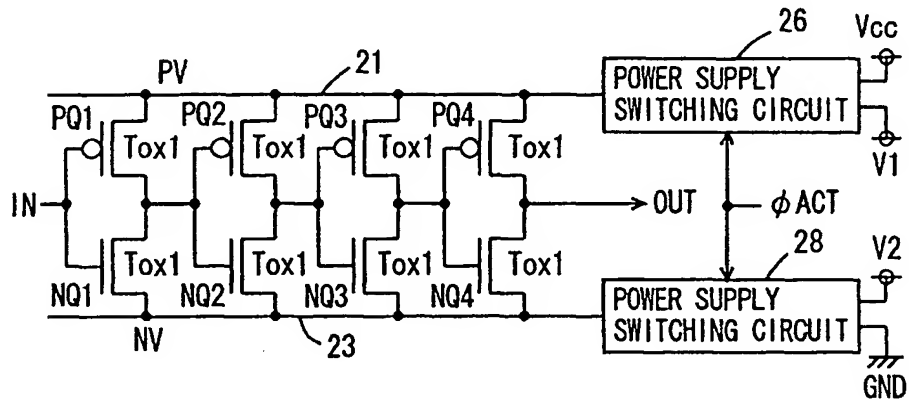 26
Vcc
PV
21
POWER SUPPLY
SWITCHING CIRCUIT
PQ1
PQ2
PQ3
PQ4
Tox1
Tox1
Tox1
Tox1
V1
IN
OUT
φACT
Tox1
Tox1
Tox1
Tox1
28
V2
NQ1
NQ2
NQ3
NQ4
POWER SUPPLY
SWITCHING CIRCUIT
NV
23
GND